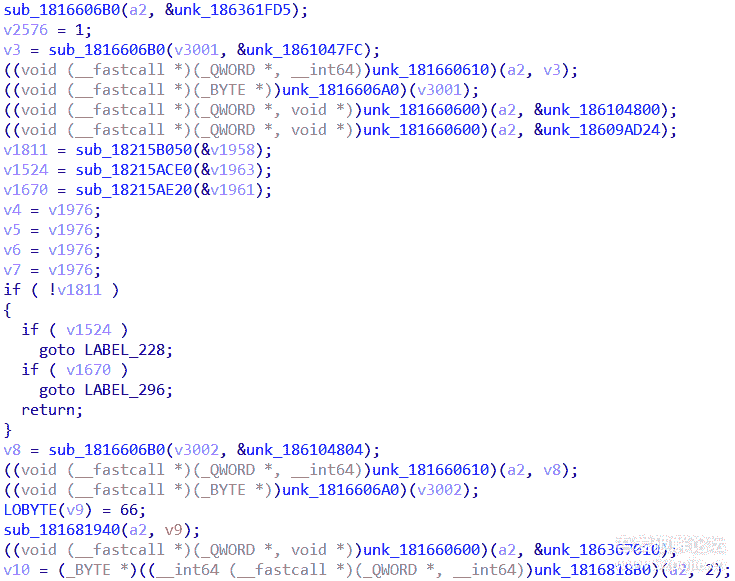 sub_1816606B0(a2, &unk_186361FD5);
v2576 = 1;
v3 = sub_1816606B0(v3001, &unk_1861047FC);
((void (__fastcall *)(_QWORD *, __int64))unk_181660610)(a2, v3);
((void (__fastcall *)(_BYTE *))unk_1816606A0)(v3001);
((void (__fastcall *)(_QWORD *, void *))unk_181660600)(a2, &unk_186104800);
((void (__fastcall *)(_QWORD *, void *))unk_181660600)(a2, &unk_18609AD24);
v1811 = sub_18215B050(&v1958);
v1524 = sub_18215ACE0(&v1963);
v1670 = sub_18215AE20(&v1961);
v4 = v1976;
v5 = v1976;
v6 = v1976;
v7 = v1976;
if ( !v1811 )
{
  if ( v1524 )
    goto LABEL_228;
  if ( v1670 )
    goto LABEL_296;
  return;
}
v8 = sub_1816606B0(v3002, &unk_186104804);
((void (__fastcall *)(_QWORD *, __int64))unk_181660610)(a2, v8);
((void (__fastcall *)(_BYTE *))unk_1816606A0)(v3002);
LOBYTE(v9) = 66;
sub_181681940(a2, v9);
((void (__fastcall *)(_QWORD *, void *))unk_181660600)(a2, &unk_186367610);
v10 = (_BYTE *)((__int64 (__fastcall *)(_QWORD *, __int64))unk_1816818B0)(a2, 2);